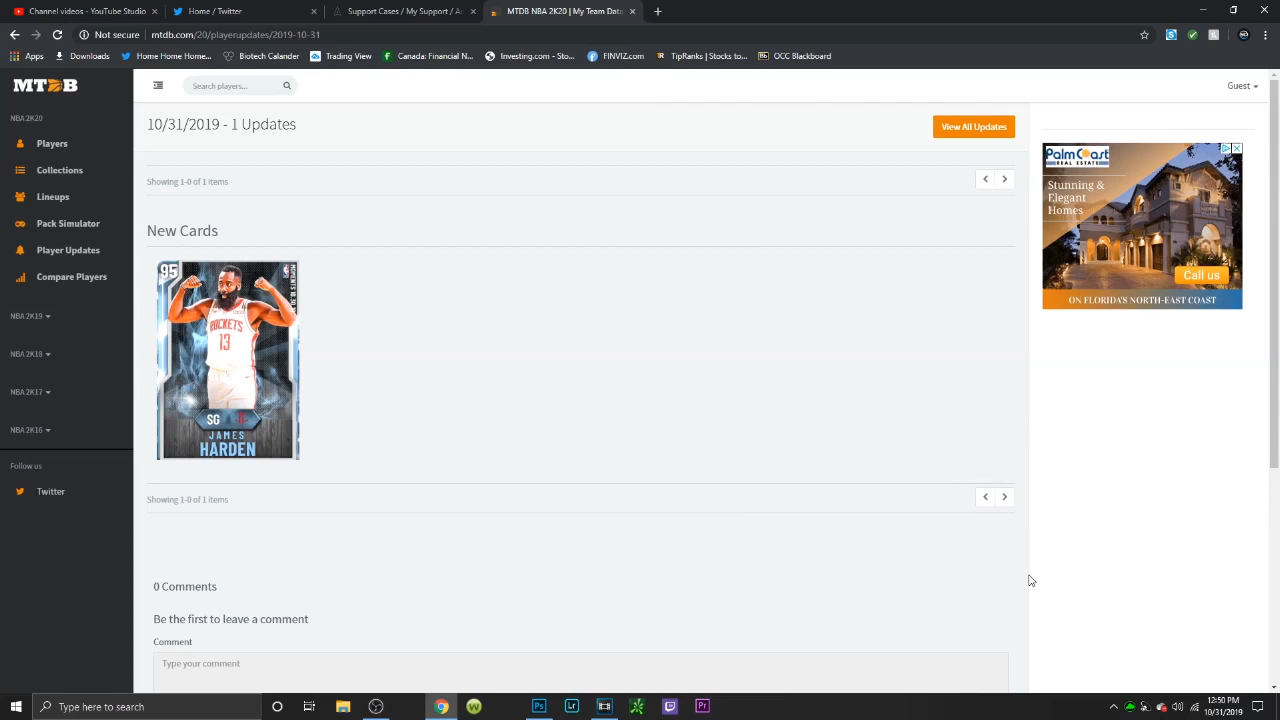 Channel videos - YouTube Studio
(2) Twitter
Support Cases / A
MTDB NBA 2K20 | My Team Dat
Not secure
mtdb.com/20/playerUpdates/2019-10-31
Apps
Downloads
Twitter
Home Home Home...
Biotech Calander
Trading View
Canada: Financial N...
Investing.com - Sto...
FINVIZ.com
TipRanks | Stocks to...
OCC Blackboard
MTDB
Search players...
Guest
NBA 2K20
Players
Collections
Lineups
Pack Simulator
Player Updates
Compare Players
NBA 2K19
NBA 2K18
NBA 2K17
NBA 2K16
Follow us
Twitter
10/31/2019 - 1 Updates
View All Updates
Showing 1-0 of 1 items
New Cards
95
ROCKETS
13
SG
JAMES
HARDEN
Showing 1-0 of 1 items
0 Comments
Be the first to leave a comment
Comment
Type your comment
Palm Coast
REAL ESTATE
Stunning &
Elegant
Homes
Call us
ON FLORIDA'S NORTH-EAST COAST
Type here to search
12:50 PM
10/31/2019